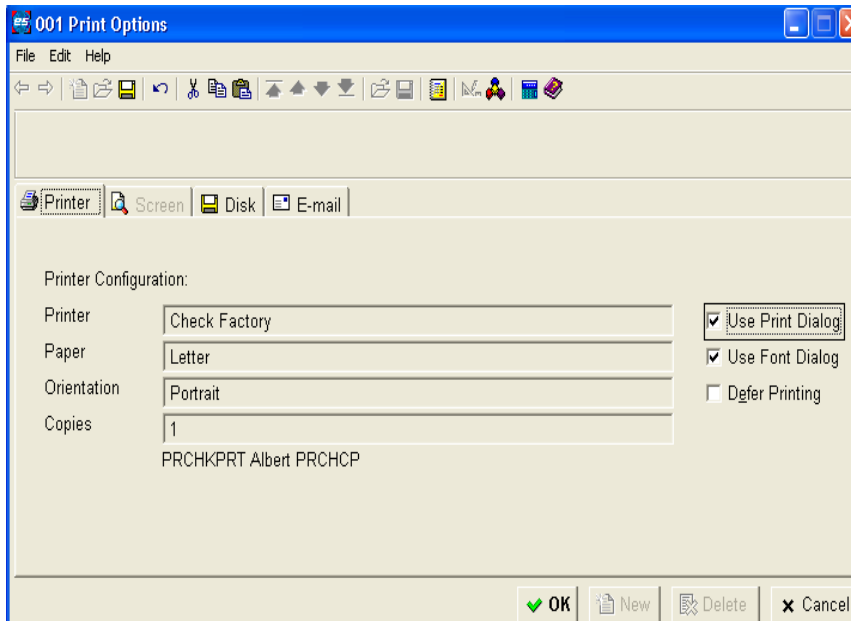 es 001 Print Options
File Edit Help
Printer Screen Disk E-mail
Printer Configuration:
Printer Check Factory
Use Print Dialog
Paper Letter
Use Font Dialog
Orientation Portrait
Defer Printing
Copies 1
PRCHKPRT Albert PRCHCP
OK New Delete Cancel